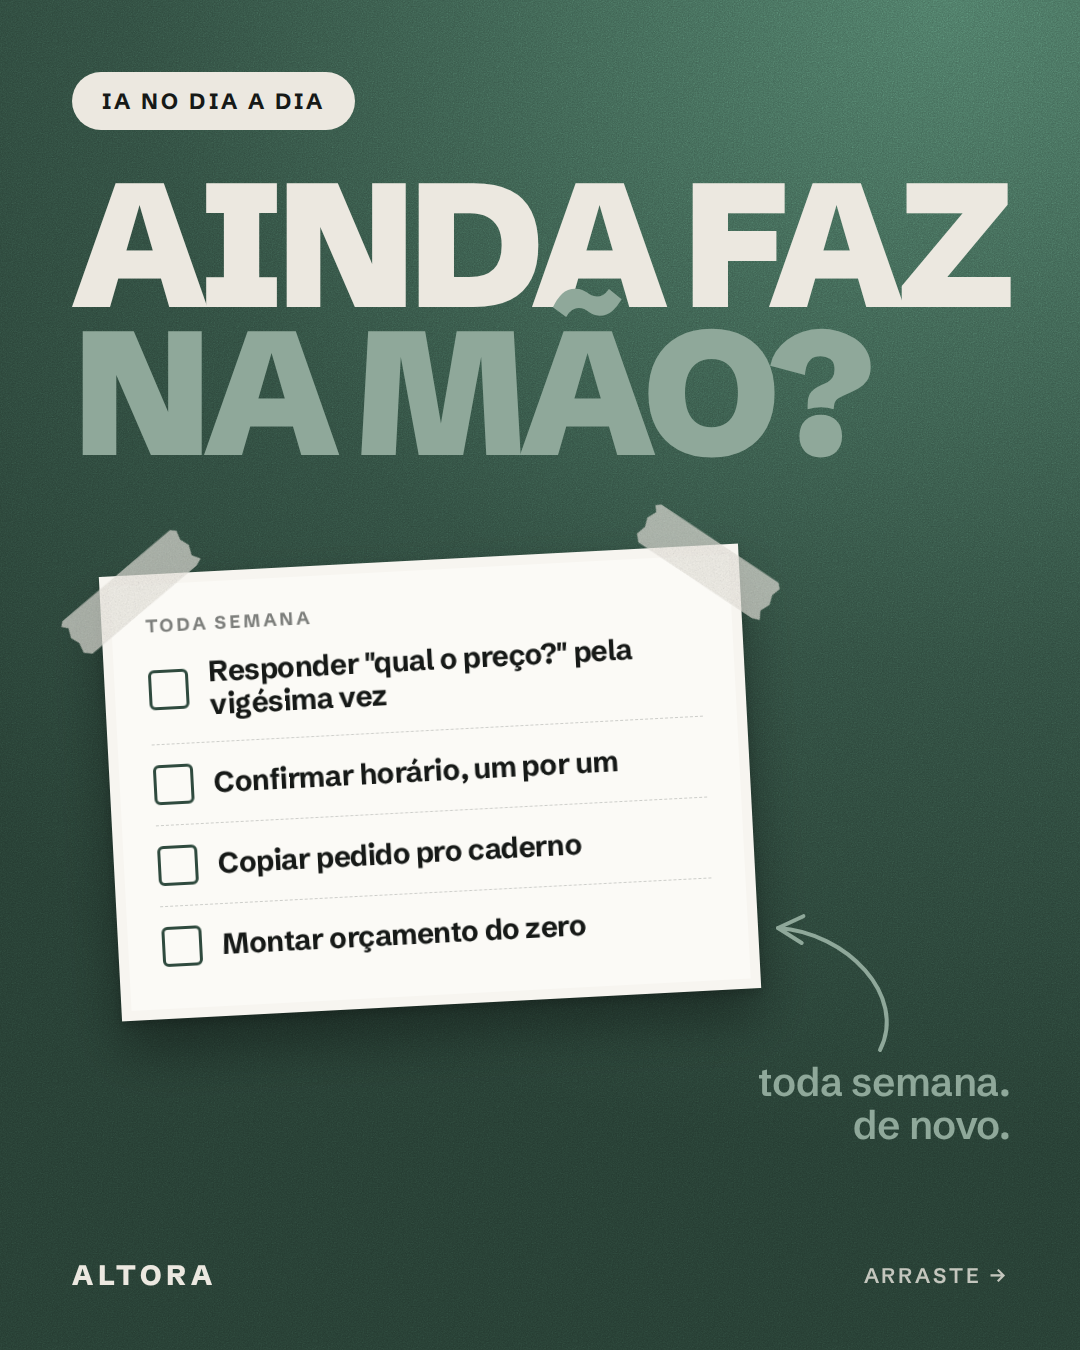 IA NO DIA A DIA
AINDA FAZ
NA MÃO?
TODA SEMANA
Responder "qual o preço?" pela
vigésima vez
Confirmar horário, um por um
Copiar pedido pro caderno
Montar orçamento do zero
toda semana.
de novo.
ALTORA
ARRASTE →